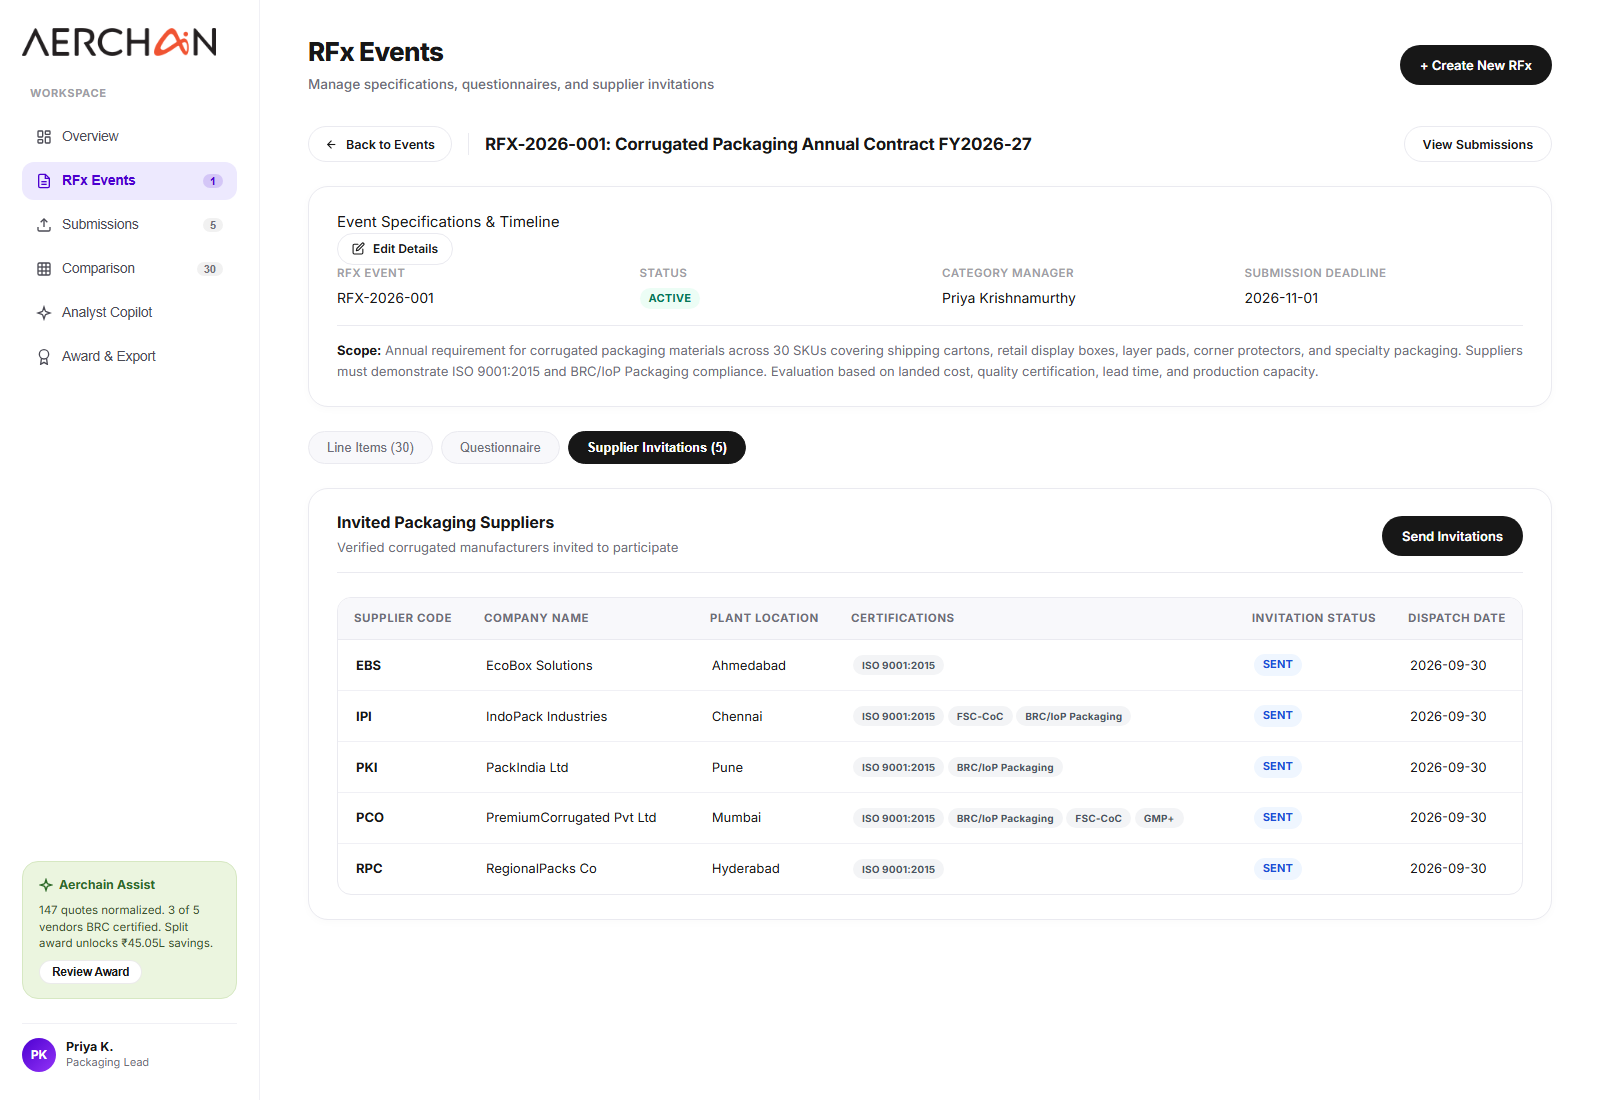 AERCHAIN
WORKSPACE
Overview
RFx Events 1
Submissions 5
Comparison 30
Analyst Copilot
Award & Export
Aerchain Assist
147 quotes normalized. 3 of 5
vendors BRC certified. Split
award unlocks ₹45.05L savings.
Review Award
PK
Priya K.
Packaging Lead
RFx Events
Manage specifications, questionnaires, and supplier invitations
+ Create New RFx
← Back to Events
RFX-2026-001: Corrugated Packaging Annual Contract FY2026-27
View Submissions
Event Specifications & Timeline
Edit Details
RFX EVENT STATUS CATEGORY MANAGER SUBMISSION DEADLINE
RFX-2026-001 ACTIVE Priya Krishnamurthy 2026-11-01
Scope: Annual requirement for corrugated packaging materials across 30 SKUs covering shipping cartons, retail display boxes, layer pads, corner protectors, and specialty packaging. Suppliers
must demonstrate ISO 9001:2015 and BRC/IoP Packaging compliance. Evaluation based on landed cost, quality certification, lead time, and production capacity.
Line Items (30) Questionnaire Supplier Invitations (5)
Invited Packaging Suppliers
Verified corrugated manufacturers invited to participate
Send Invitations
SUPPLIER CODE COMPANY NAME PLANT LOCATION CERTIFICATIONS INVITATION STATUS DISPATCH DATE
EBS EcoBox Solutions Ahmedabad ISO 9001:2015 SENT 2026-09-30
IPI IndoPack Industries Chennai ISO 9001:2015 FSC-CoC BRC/IoP Packaging SENT 2026-09-30
PKI PackIndia Ltd Pune ISO 9001:2015 BRC/IoP Packaging SENT 2026-09-30
PCO PremiumCorrugated Pvt Ltd Mumbai ISO 9001:2015 BRC/IoP Packaging FSC-CoC GMP+ SENT 2026-09-30
RPC RegionalPacks Co Hyderabad ISO 9001:2015 SENT 2026-09-30